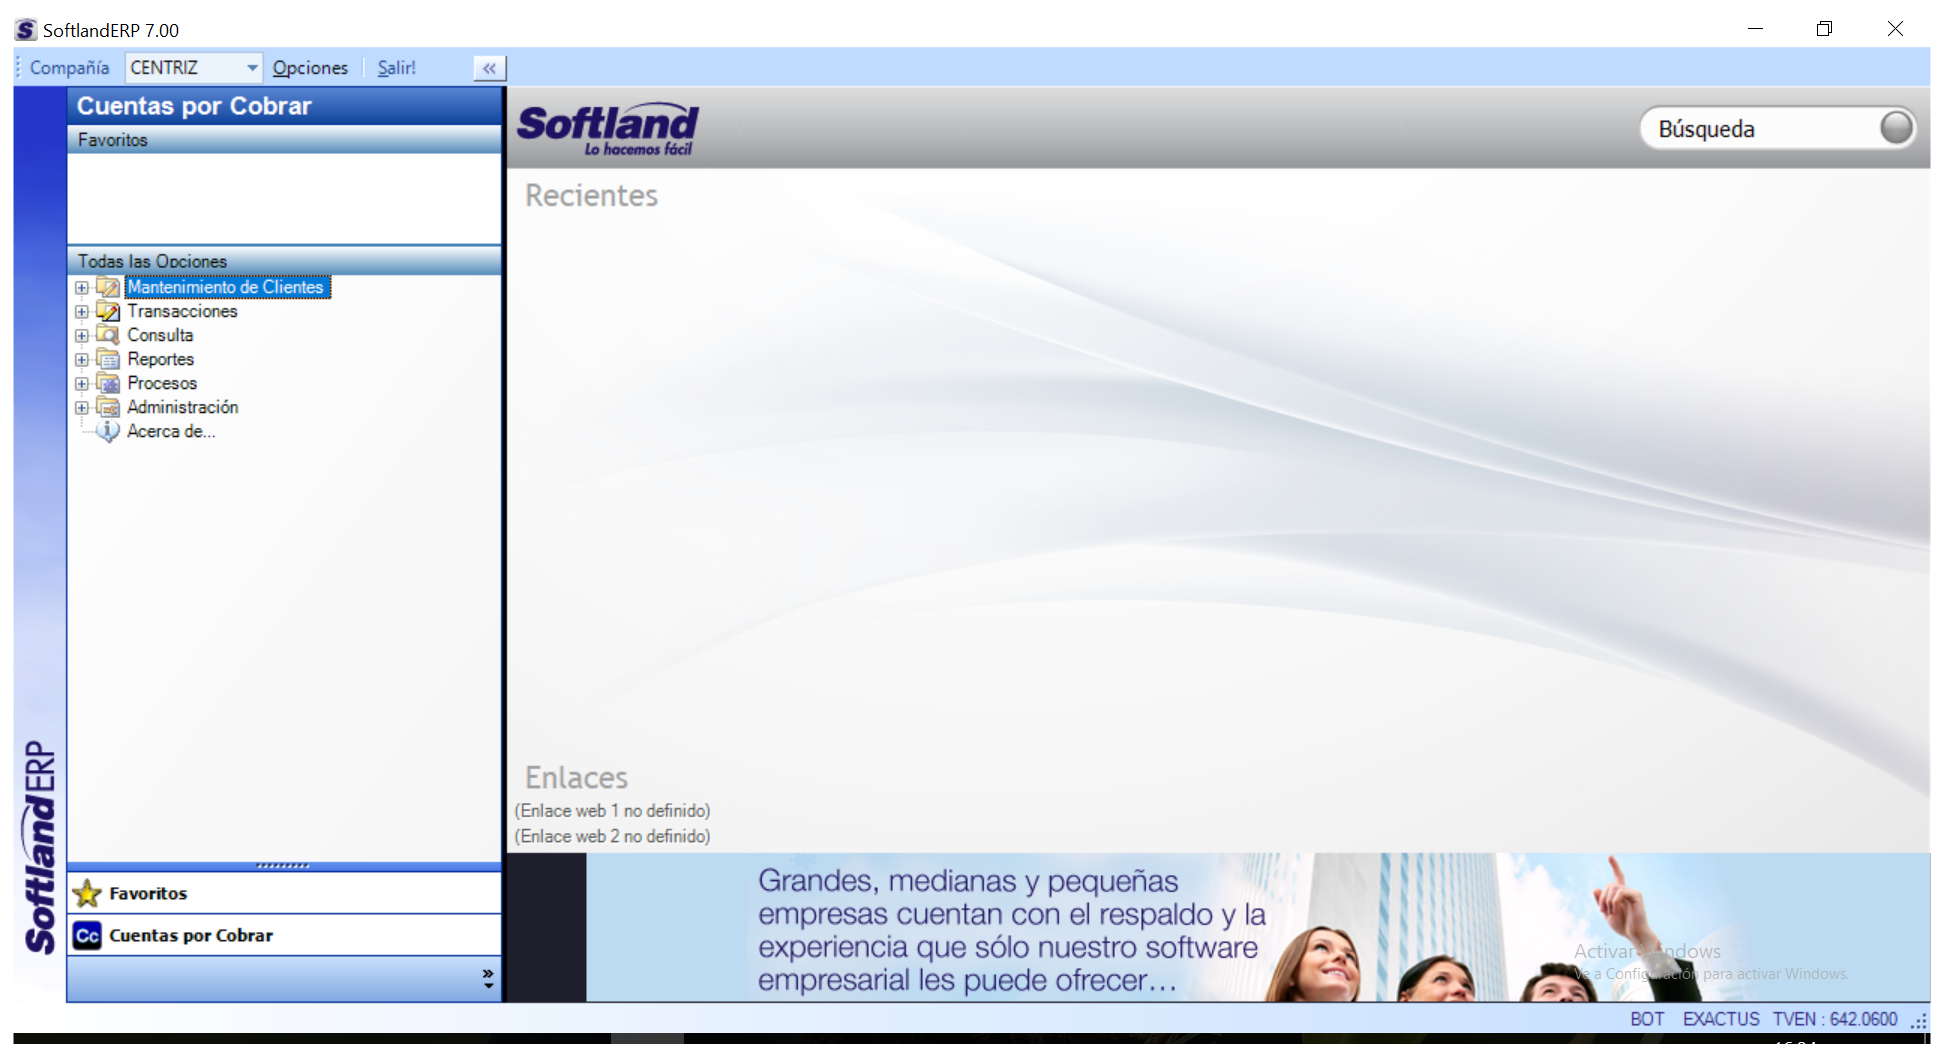 SoftlandERP 7.00
Compañía CENTRIZ Opciones Salir! «
Cuentas por Cobrar
Favoritos
Todas las Opciones
Mantenimiento de Clientes
Transacciones
Consulta
Reportes
Procesos
Administración
Acerca de...
Favoritos
Cc Cuentas por Cobrar
SoftlandERP
Softland
Lo hacemos fácil
Búsqueda
Recientes
Enlaces
(Enlace web 1 no definido)
(Enlace web 2 no definido)
Grandes, medianas y pequeñas
empresas cuentan con el respaldo y la
experiencia que sólo nuestro software
empresarial les puede ofrecer...
Activar Windows
Ve a Configuración para activar Windows.
BOT EXACTUS TVEN : 642.0600